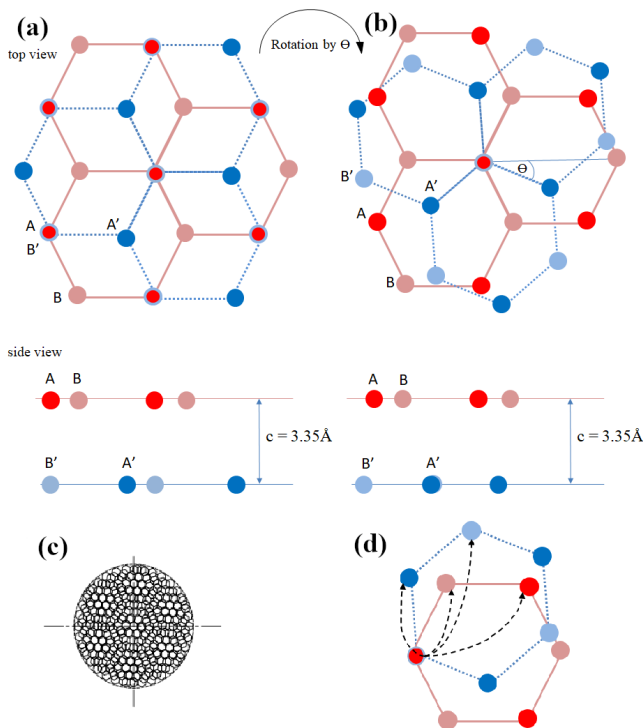 (a)
top view
Rotation by Θ
(b)
A
B'
A'
B
B'
A'
A
B
Θ
side view
A B
c = 3.35Å
B' A'
A B
c = 3.35Å
B' A'
(c)
(d)